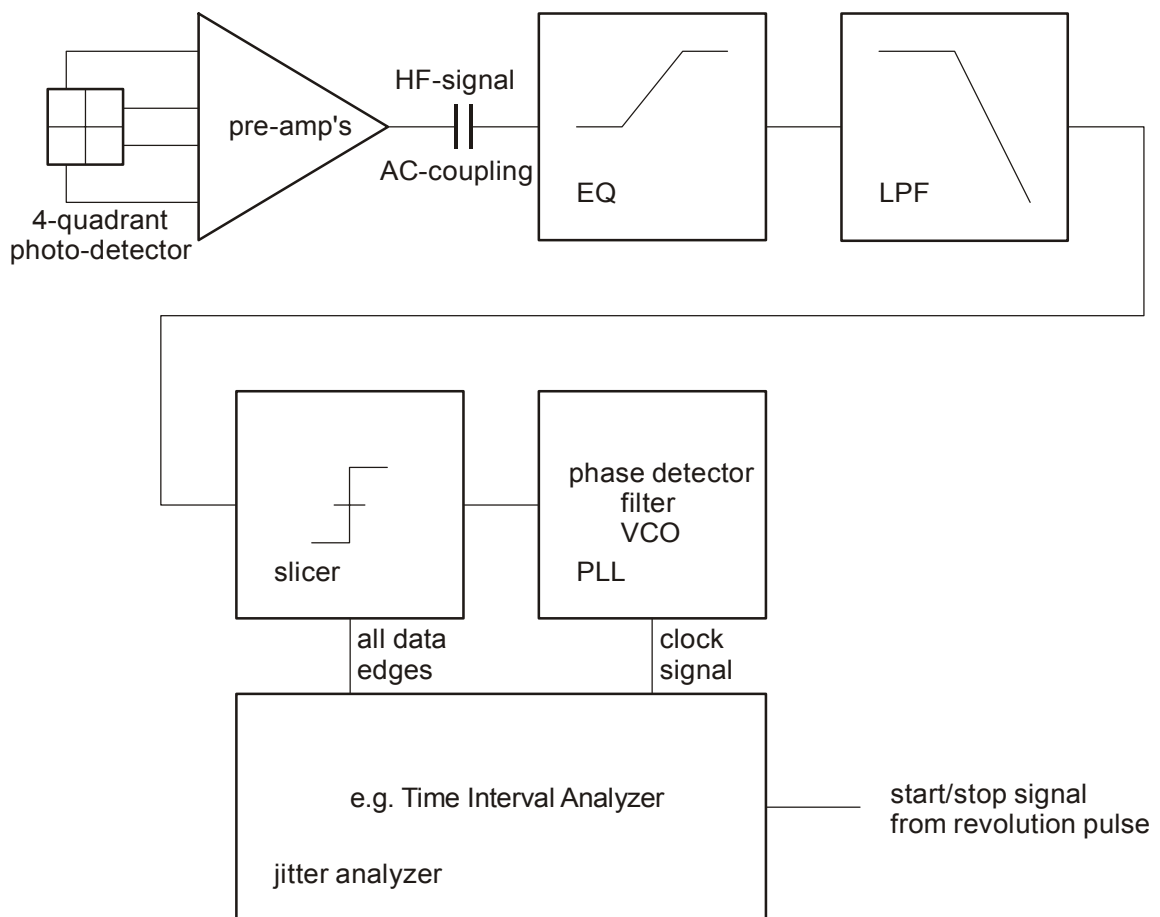 HF-signal
pre-amp's
AC-coupling
4-quadrant
photo-detector
EQ
LPF
slicer
phase detector
filter
VCO
PLL
all data
edges
clock
signal
e.g. Time Interval Analyzer
start/stop signal
from revolution pulse
jitter analyzer